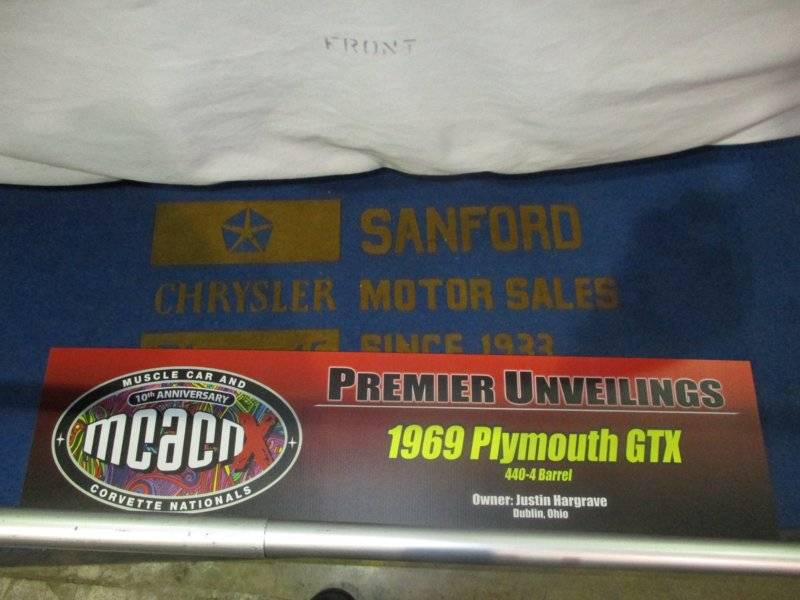 FRONT
SANFORD
CHRYSLER MOTOR SALES
SINCE 1933
MUSCLE CAR AND
10th ANNIVERSARY
mcacn X
CORVETTE NATIONALS
PREMIER UNVEILINGS
1969 Plymouth GTX
440-4 Barrel
Owner: Justin Hargrave
Dublin, Ohio